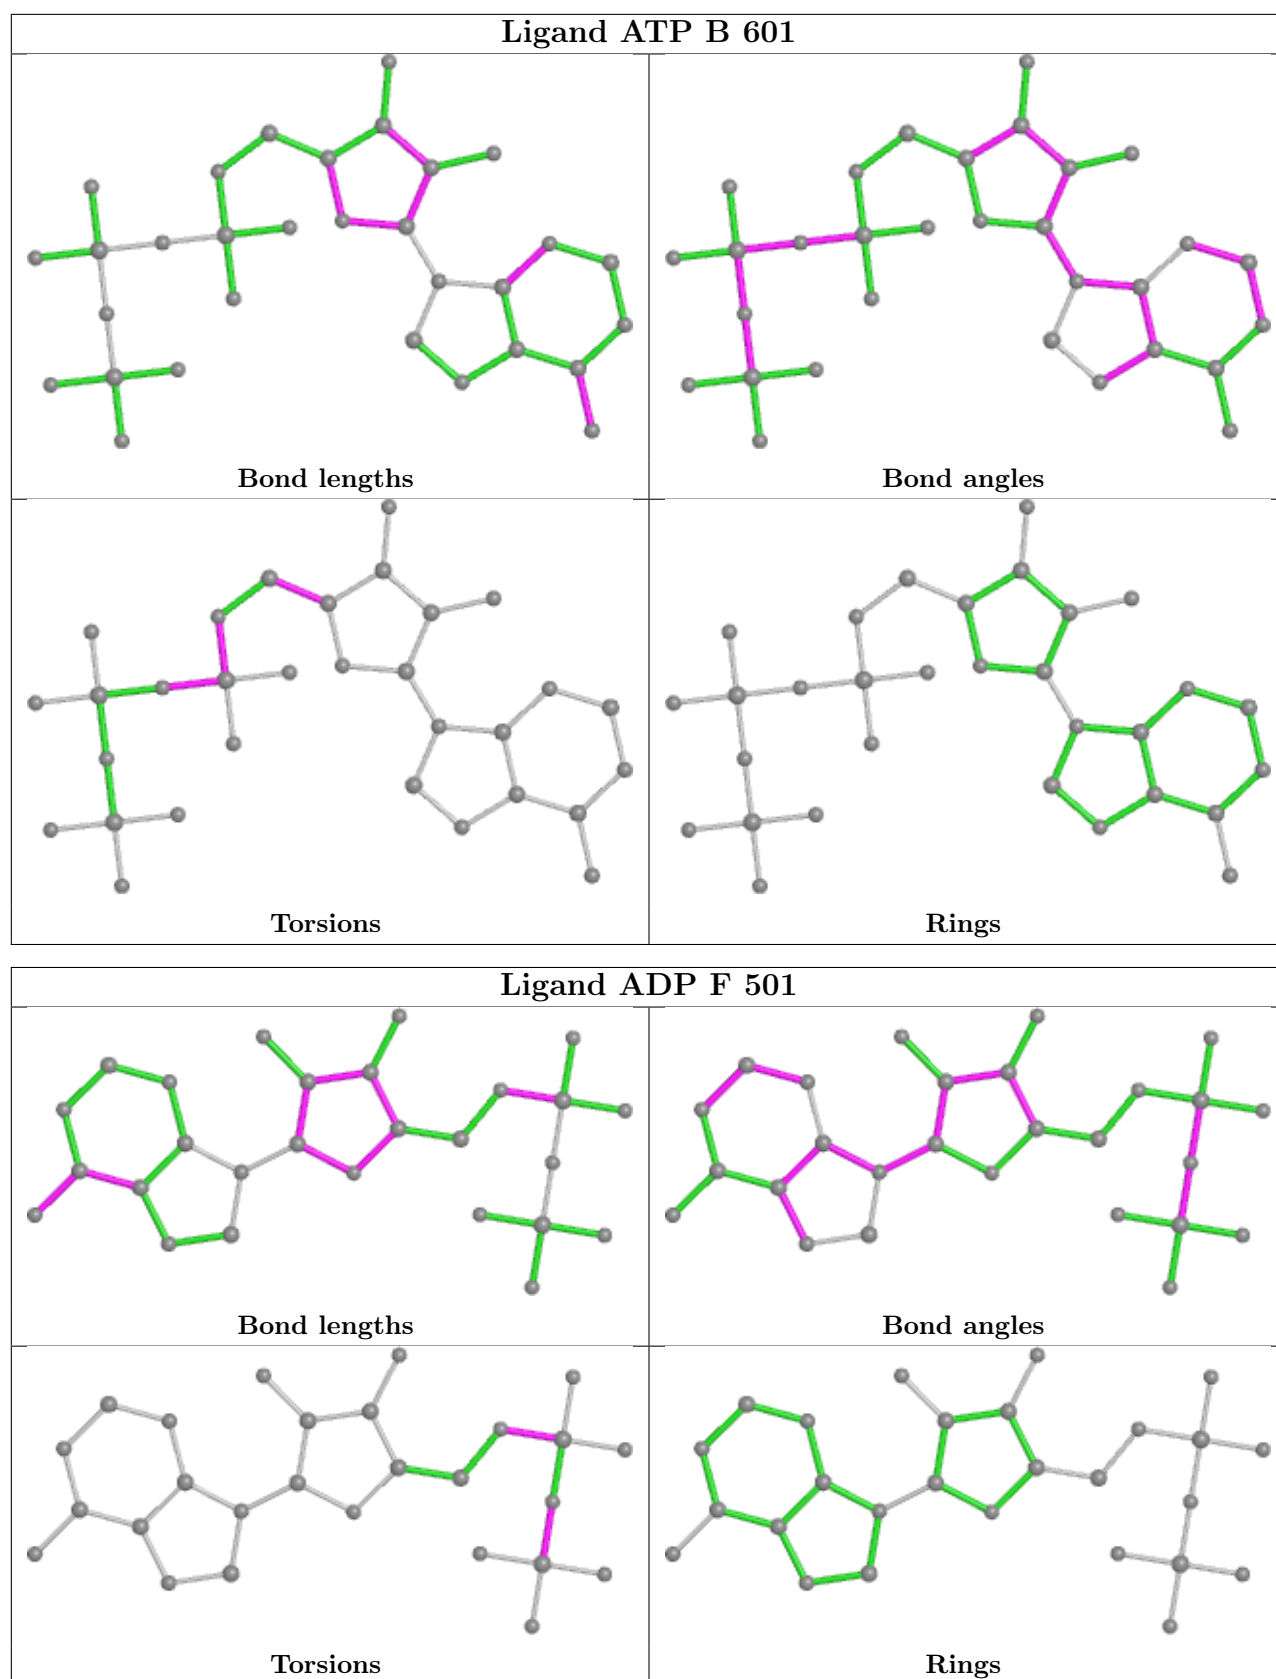 Ligand ATP B 601
Bond lengths
Bond angles
Torsions
Rings
Ligand ADP F 501
Bond lengths
Bond angles
Torsions
Rings